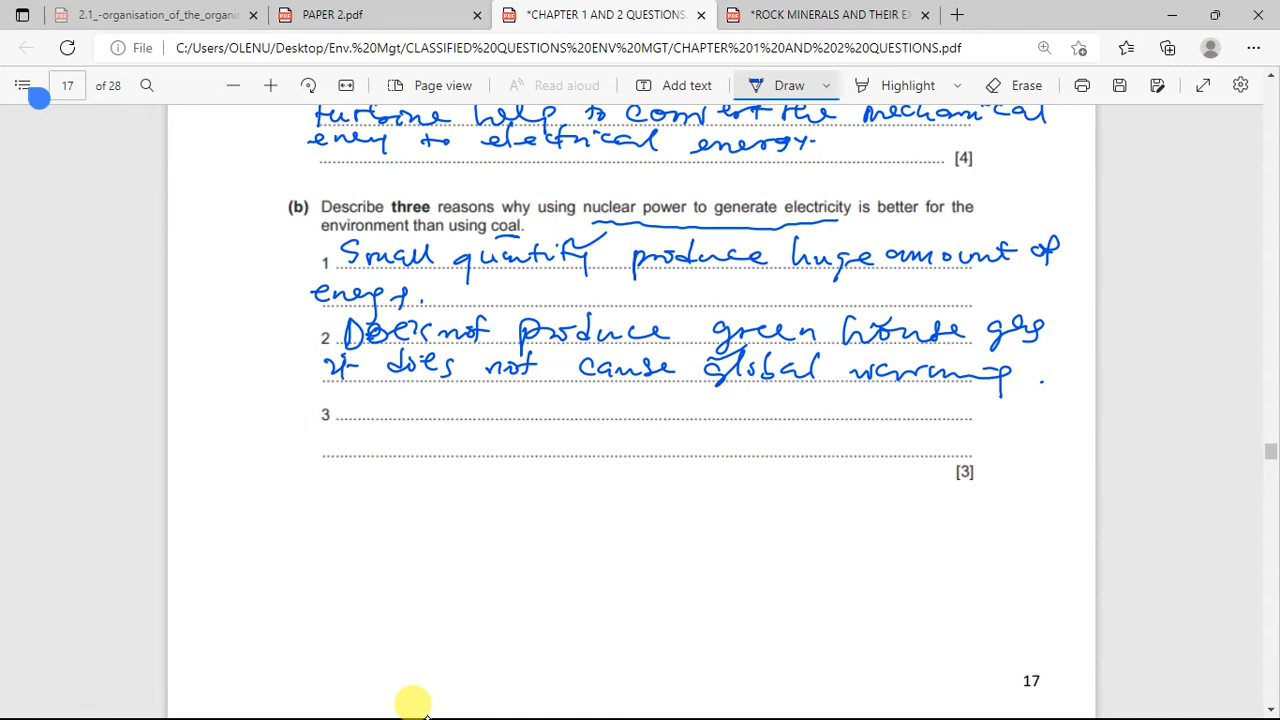 2.1_-organisation_of_the_organis
PAPER 2.pdf
*CHAPTER 1 AND 2 QUESTIONS
*ROCK MINERALS AND THEIR EX
File
C:/Users/OLENU/Desktop/Env.%20Mgt/CLASSIFIED%20QUESTIONS%20ENV%20MGT/CHAPTER%201%20AND%202%20QUESTIONS.pdf
17 of 28
Page view
Read aloud
Add text
Draw
Highlight
Erase
turbine help to convert the mechanical
energy to electrical energy.
[4]
(b) Describe three reasons why using nuclear power to generate electricity is better for the
environment than using coal.
1 Small quantity produce huge amount of
energy.
2 Does not produce green house gas
it does not cause global warming.
3
[3]
17